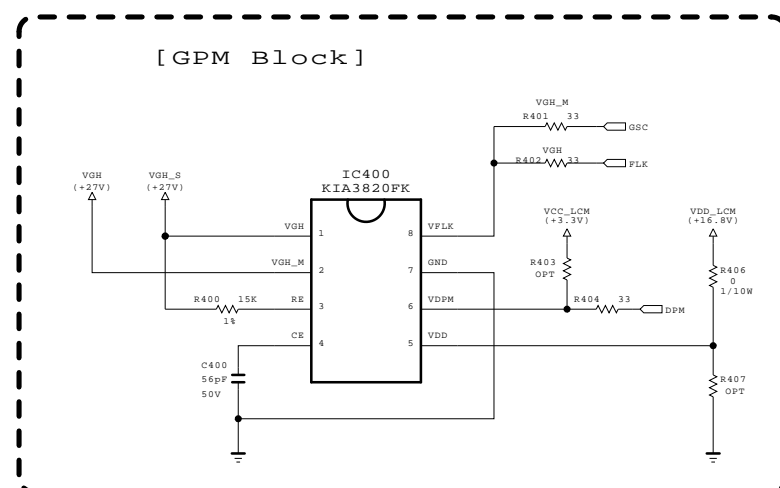 [GPM Block]
VGH_M
R401 33
GSC
VGH
R402 33
FLK
IC400
KIA3820FK
VGH
(+27V)
VGH_S
(+27V)
VCC_LCM
(+3.3V)
VDD_LCM
(+16.8V)
VGH 1 8 VFLK
VGH_M 2 7 GND
R403
OPT
R406
0
1/10W
R400 15K
1%
RE 3 6 VDPM
R404 33
DPM
CE 4 5 VDD
C400
56pF
50V
R407
OPT